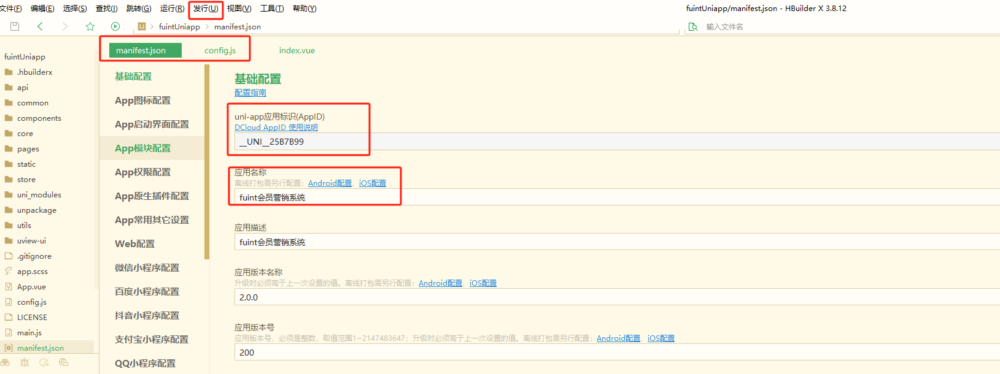 文件(F) 编辑(E) 选择(S) 查找(I) 跳转(G) 运行(R) 发行(U) 视图(V) 工具(T) 帮助(Y)
fuintUniapp/manifest.json - HBuilder X 3.8.12
U fuintUniapp manifest.json
输入文件名
manifest.json config.js index.vue
fuintUniapp
.hbuilderx
api
common
components
core
pages
static
store
uni_modules
unpackage
utils
uview-ui
.gitignore
app.scss
App.vue
config.js
LICENSE
main.js
manifest.json
基础配置
App图标配置
App启动界面配置
App模块配置
App权限配置
App原生插件配置
App常用其它设置
Web配置
微信小程序配置
百度小程序配置
抖音小程序配置
支付宝小程序配置
QQ小程序配置
基础配置
配置指南
uni-app应用标识(AppID)
DCloud AppID 使用说明
__UNI__25B7B99
应用名称
离线打包需另行配置：Android配置、iOS配置
fuint会员营销系统
应用描述
fuint会员营销系统
应用版本名称
升级时必须高于上一次设置的值。离线打包需另行配置：Android配置、iOS配置
2.0.0
应用版本号
应用版本号，必须是整数，取值范围1~2147483647；升级时必须高于上一次设置的值。离线打包需另行配置：Android配置、iOS配置
200